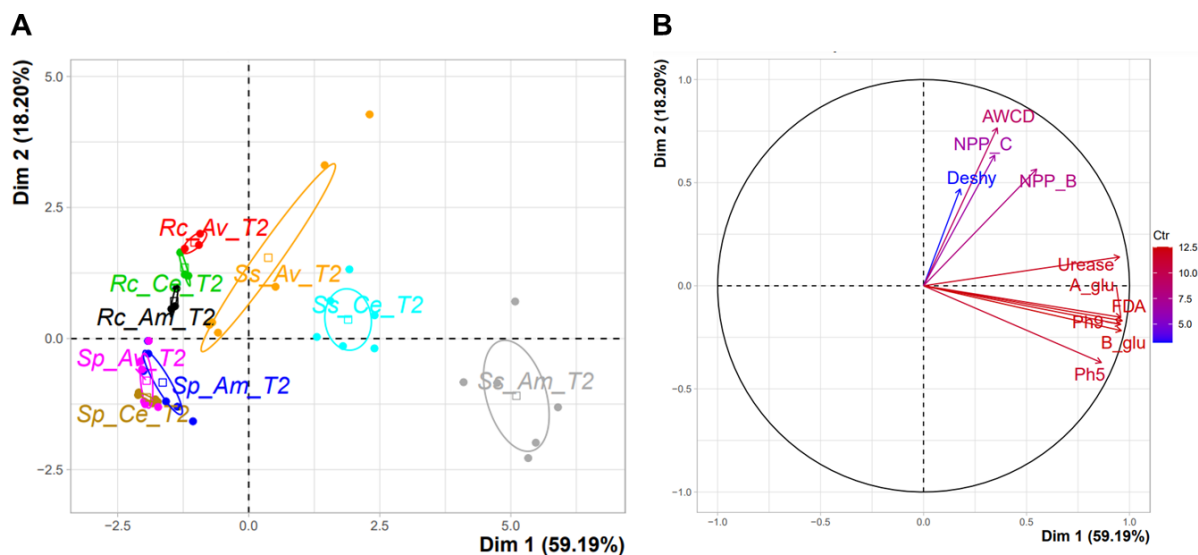 A
Dim 2 (18.20%)
5.0
2.5
0.0
−2.5
Rc_Av_T2
Rc_Ce_T2
Rc_Am_T2
Ss_Av_T2
Ss_Ce_T2
Ss_Am_T2
Sp_Av_T2
Sp_Am_T2
Sp_Ce_T2
−2.5
0.0
2.5
5.0
Dim 1 (59.19%)
B
Dim 2 (18.20%)
1.0
0.5
0.0
−0.5
−1.0
AWCD
NPP_C
Deshy
NPP_B
Urease
A_glu
FDA
Ph9
B_glu
Ph5
−1.0
−0.5
0.0
0.5
1.0
Dim 1 (59.19%)
Ctr
12.5
10.0
7.5
5.0